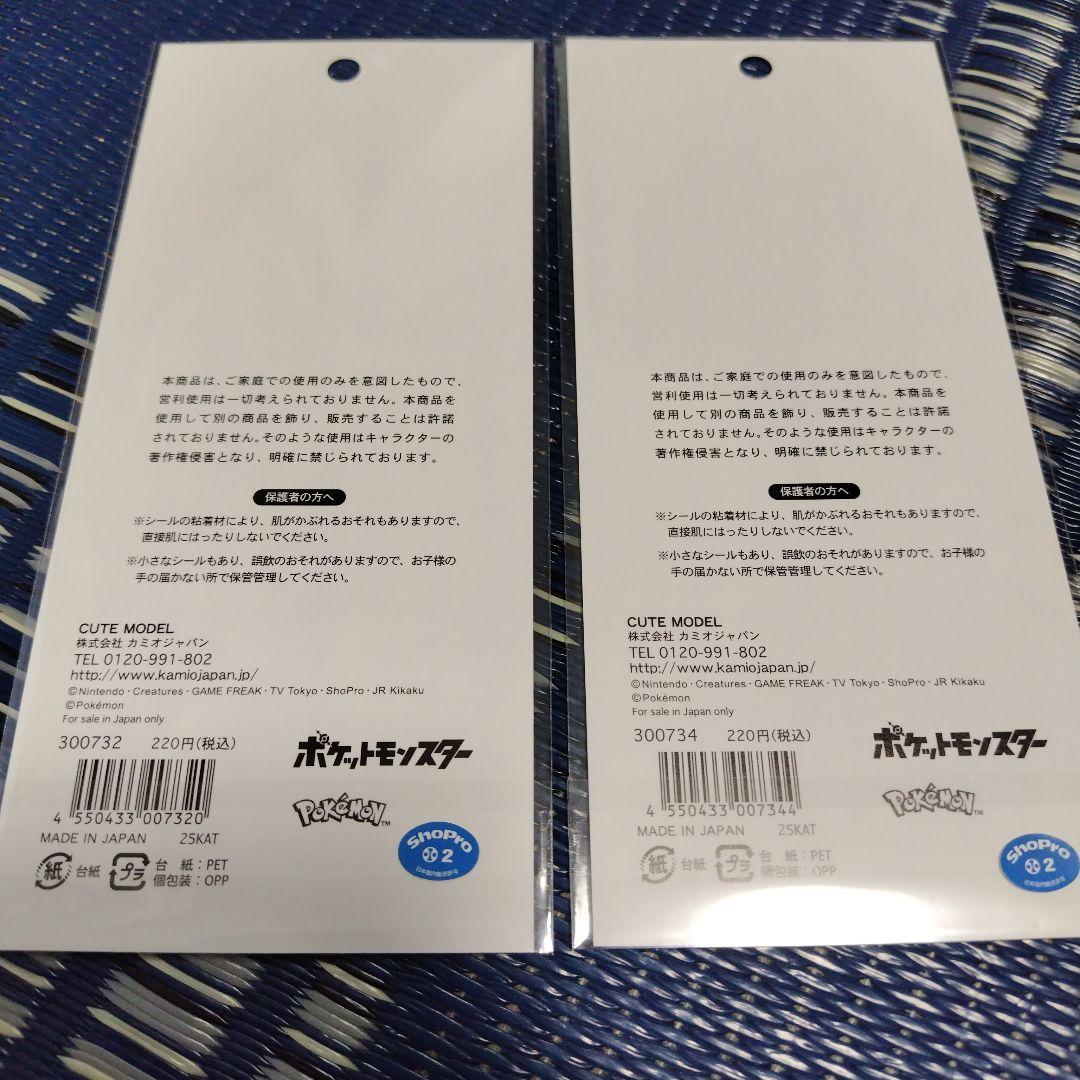 本商品は、ご家庭での使用のみを意図したもので、
営利使用は一切考えられておりません。本商品を
使用して別の商品を飾り、販売することは許諾
されておりません。そのような使用はキャラクターの
著作権侵害となり、明確に禁じられております。
保護者の方へ
※シールの粘着材により、肌がかぶれるおそれもありますので、
直接肌にはったりしないでください。
※小さなシールもあり、誤飲のおそれがありますので、お子様の
手の届かない所で保管管理してください。
CUTE MODEL
株式会社 カミオジャパン
TEL 0120-991-802
http://www.kamiojapan.jp/
©Nintendo・Creatures・GAME FREAK・TV Tokyo・ShoPro・JR Kikaku
©Pokémon
For sale in Japan only
300732 220円(税込)
ポケットモンスター
4 550433 007320
POKéMON™
MADE IN JAPAN 25KAT
ShoPro
2
日本国内販売許可
紙 台紙 プラ 台 紙：PET
個包装：OPP
本商品は、ご家庭での使用のみを意図したもので、
営利使用は一切考えられておりません。本商品を
使用して別の商品を飾り、販売することは許諾
されておりません。そのような使用はキャラクターの
著作権侵害となり、明確に禁じられております。
保護者の方へ
※シールの粘着材により、肌がかぶれるおそれもありますので、
直接肌にはったりしないでください。
※小さなシールもあり、誤飲のおそれがありますので、お子様の
手の届かない所で保管管理してください。
CUTE MODEL
株式会社 カミオジャパン
TEL 0120-991-802
http://www.kamiojapan.jp/
©Nintendo・Creatures・GAME FREAK・TV Tokyo・ShoPro・JR Kikaku
©Pokémon
For sale in Japan only
300734 220円(税込)
ポケットモンスター
4 550433 007344
POKéMON™
MADE IN JAPAN 25KAT
ShoPro
2
日本国内販売許可
紙 台紙 プラ 台 紙：PET
個包装：OPP